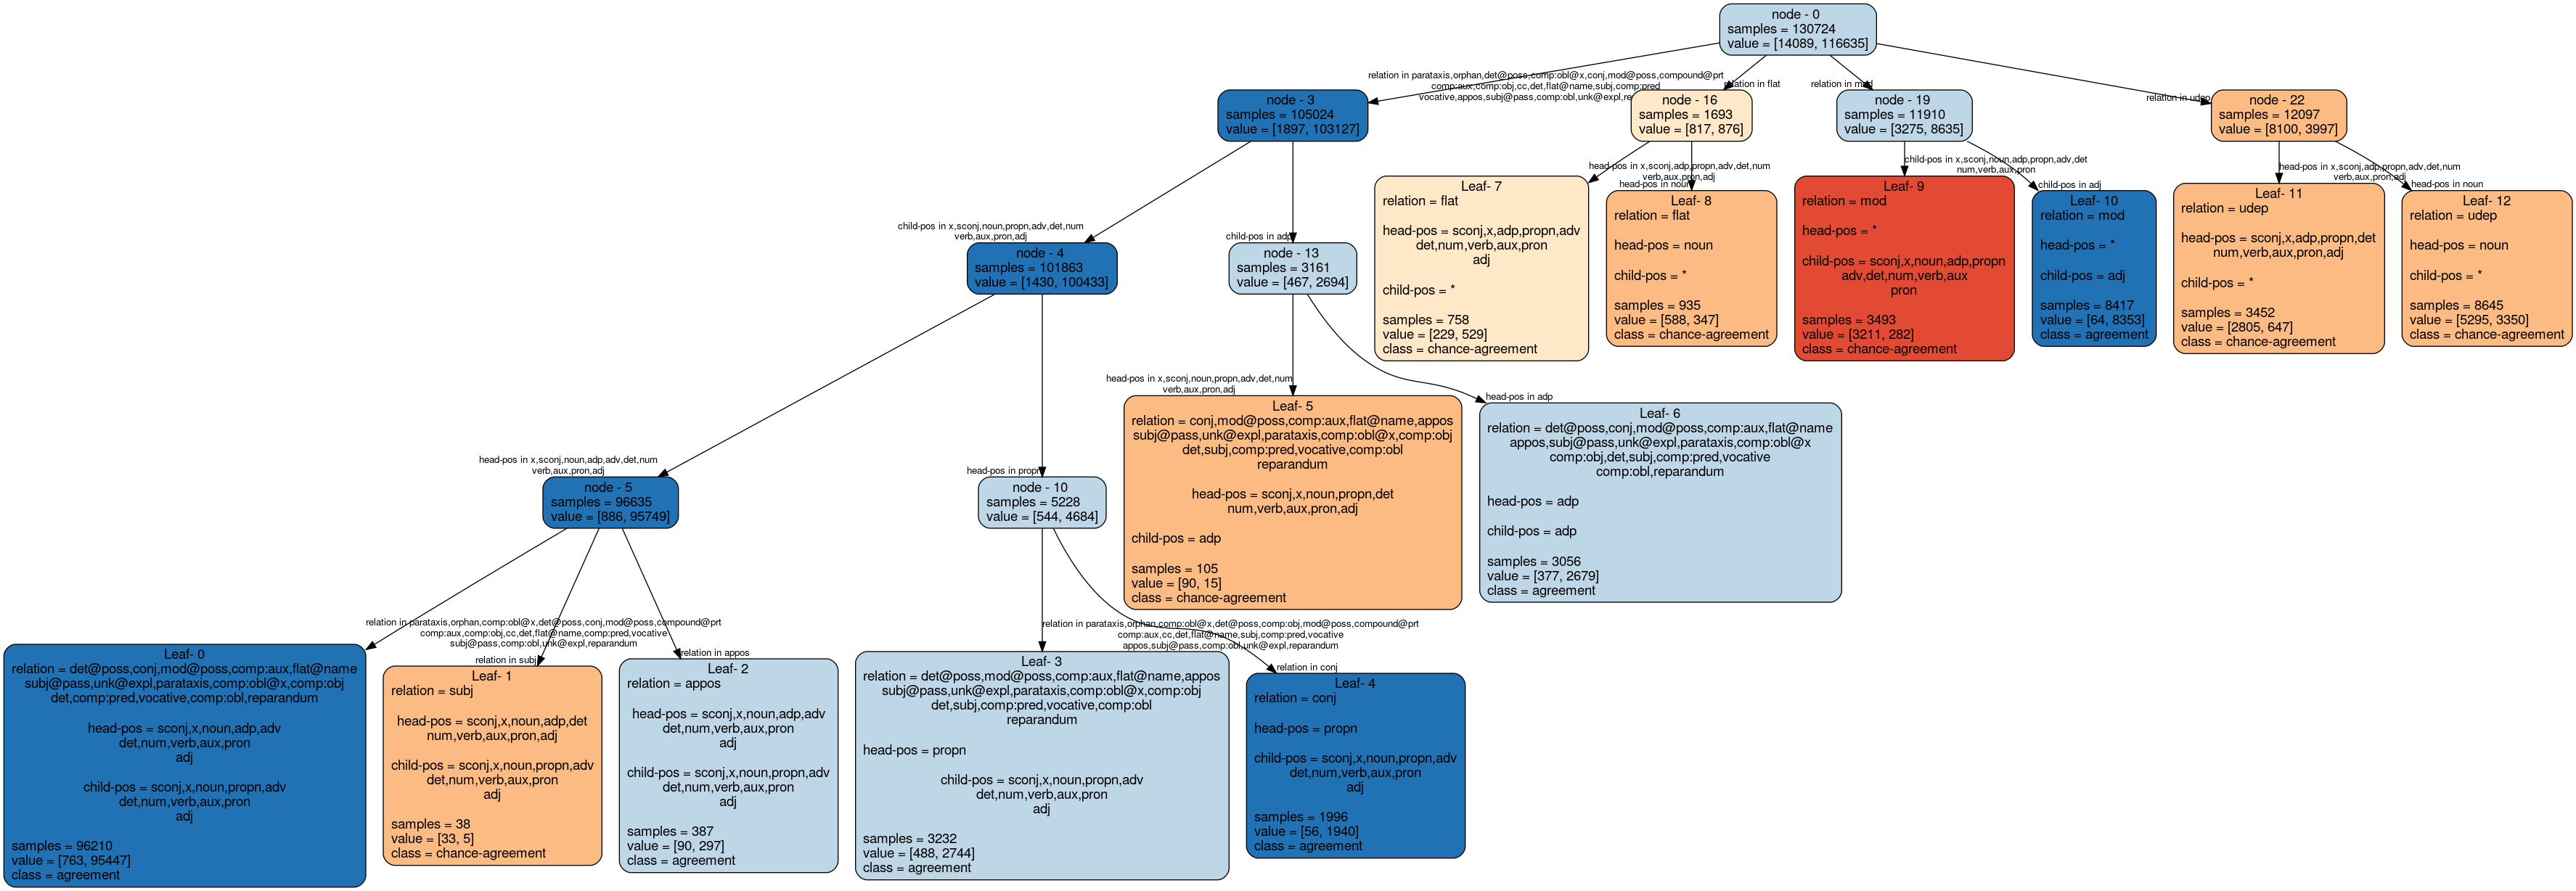 node - 0
samples = 130724
value = [14089, 116635]
relation in parataxis,orphan,det@poss,comp:obl@x,conj,mod@poss,compound@prt
comp:aux,comp:obj,cc,det,flat@name,subj,comp:pred
vocative,appos,subj@pass,comp:obl,unk@expl,re
relation in flat
relation in mod
relation in udep
node - 3
samples = 105024
value = [1897, 103127]
node - 16
samples = 1693
value = [817, 876]
node - 19
samples = 11910
value = [3275, 8635]
node - 22
samples = 12097
value = [8100, 3997]
head-pos in x,sconj,adp,propn,adv,det,num
verb,aux,pron,adj
head-pos in noun
child-pos in x,sconj,noun,adp,propn,adv,det
num,verb,aux,pron
child-pos in adj
head-pos in x,sconj,adp,propn,adv,det,num
verb,aux,pron,adj
head-pos in noun
Leaf- 7
relation = flat
head-pos = sconj,x,adp,propn,adv
det,num,verb,aux,pron
adj
child-pos = *
samples = 758
value = [229, 529]
class = chance-agreement
Leaf- 8
relation = flat
head-pos = noun
child-pos = *
samples = 935
value = [588, 347]
class = chance-agreement
Leaf- 9
relation = mod
head-pos = *
child-pos = sconj,x,noun,adp,propn
adv,det,num,verb,aux
pron
samples = 3493
value = [3211, 282]
class = chance-agreement
Leaf- 10
relation = mod
head-pos = *
child-pos = adj
samples = 8417
value = [64, 8353]
class = agreement
Leaf- 11
relation = udep
head-pos = sconj,x,adp,propn,det
num,verb,aux,pron,adj
child-pos = *
samples = 3452
value = [2805, 647]
class = chance-agreement
Leaf- 12
relation = udep
head-pos = noun
child-pos = *
samples = 8645
value = [5295, 3350]
class = chance-agreement
child-pos in x,sconj,noun,propn,adv,det,num
verb,aux,pron,adj
child-pos in adp
node - 4
samples = 101863
value = [1430, 100433]
node - 13
samples = 3161
value = [467, 2694]
head-pos in x,sconj,noun,propn,adv,det,num
verb,aux,pron,adj
head-pos in adp
Leaf- 5
relation = conj,mod@poss,comp:aux,flat@name,appos
subj@pass,unk@expl,parataxis,comp:obl@x,comp:obj
det,subj,comp:pred,vocative,comp:obl
reparandum
head-pos = sconj,x,noun,propn,det
num,verb,aux,pron,adj
child-pos = adp
samples = 105
value = [90, 15]
class = chance-agreement
Leaf- 6
relation = det@poss,conj,mod@poss,comp:aux,flat@name
appos,subj@pass,unk@expl,parataxis,comp:obl@x
comp:obj,det,subj,comp:pred,vocative
comp:obl,reparandum
head-pos = adp
child-pos = adp
samples = 3056
value = [377, 2679]
class = agreement
head-pos in x,sconj,noun,adp,adv,det,num
verb,aux,pron,adj
head-pos in propn
node - 5
samples = 96635
value = [886, 95749]
node - 10
samples = 5228
value = [544, 4684]
relation in parataxis,orphan,comp:obl@x,det@poss,conj,mod@poss,compound@prt
comp:aux,comp:obj,cc,det,flat@name,comp:pred,vocative
subj@pass,comp:obl,unk@expl,reparandum
relation in subj
relation in appos
relation in parataxis,orphan,comp:obl@x,det@poss,comp:obj,mod@poss,compound@prt
comp:aux,cc,det,flat@name,subj,comp:pred,vocative
appos,subj@pass,comp:obl,unk@expl,reparandum
relation in conj
Leaf- 0
relation = det@poss,conj,mod@poss,comp:aux,flat@name
subj@pass,unk@expl,parataxis,comp:obl@x,comp:obj
det,comp:pred,vocative,comp:obl,reparandum
head-pos = sconj,x,noun,adp,adv
det,num,verb,aux,pron
adj
child-pos = sconj,x,noun,propn,adv
det,num,verb,aux,pron
adj
samples = 96210
value = [763, 95447]
class = agreement
Leaf- 1
relation = subj
head-pos = sconj,x,noun,adp,det
num,verb,aux,pron,adj
child-pos = sconj,x,noun,propn,adv
det,num,verb,aux,pron
adj
samples = 38
value = [33, 5]
class = chance-agreement
Leaf- 2
relation = appos
head-pos = sconj,x,noun,adp,adv
det,num,verb,aux,pron
adj
child-pos = sconj,x,noun,propn,adv
det,num,verb,aux,pron
adj
samples = 387
value = [90, 297]
class = agreement
Leaf- 3
relation = det@poss,mod@poss,comp:aux,flat@name,appos
subj@pass,unk@expl,parataxis,comp:obl@x,comp:obj
det,subj,comp:pred,vocative,comp:obl
reparandum
head-pos = propn
child-pos = sconj,x,noun,propn,adv
det,num,verb,aux,pron
adj
samples = 3232
value = [488, 2744]
class = agreement
Leaf- 4
relation = conj
head-pos = propn
child-pos = sconj,x,noun,propn,adv
det,num,verb,aux,pron
adj
samples = 1996
value = [56, 1940]
class = agreement